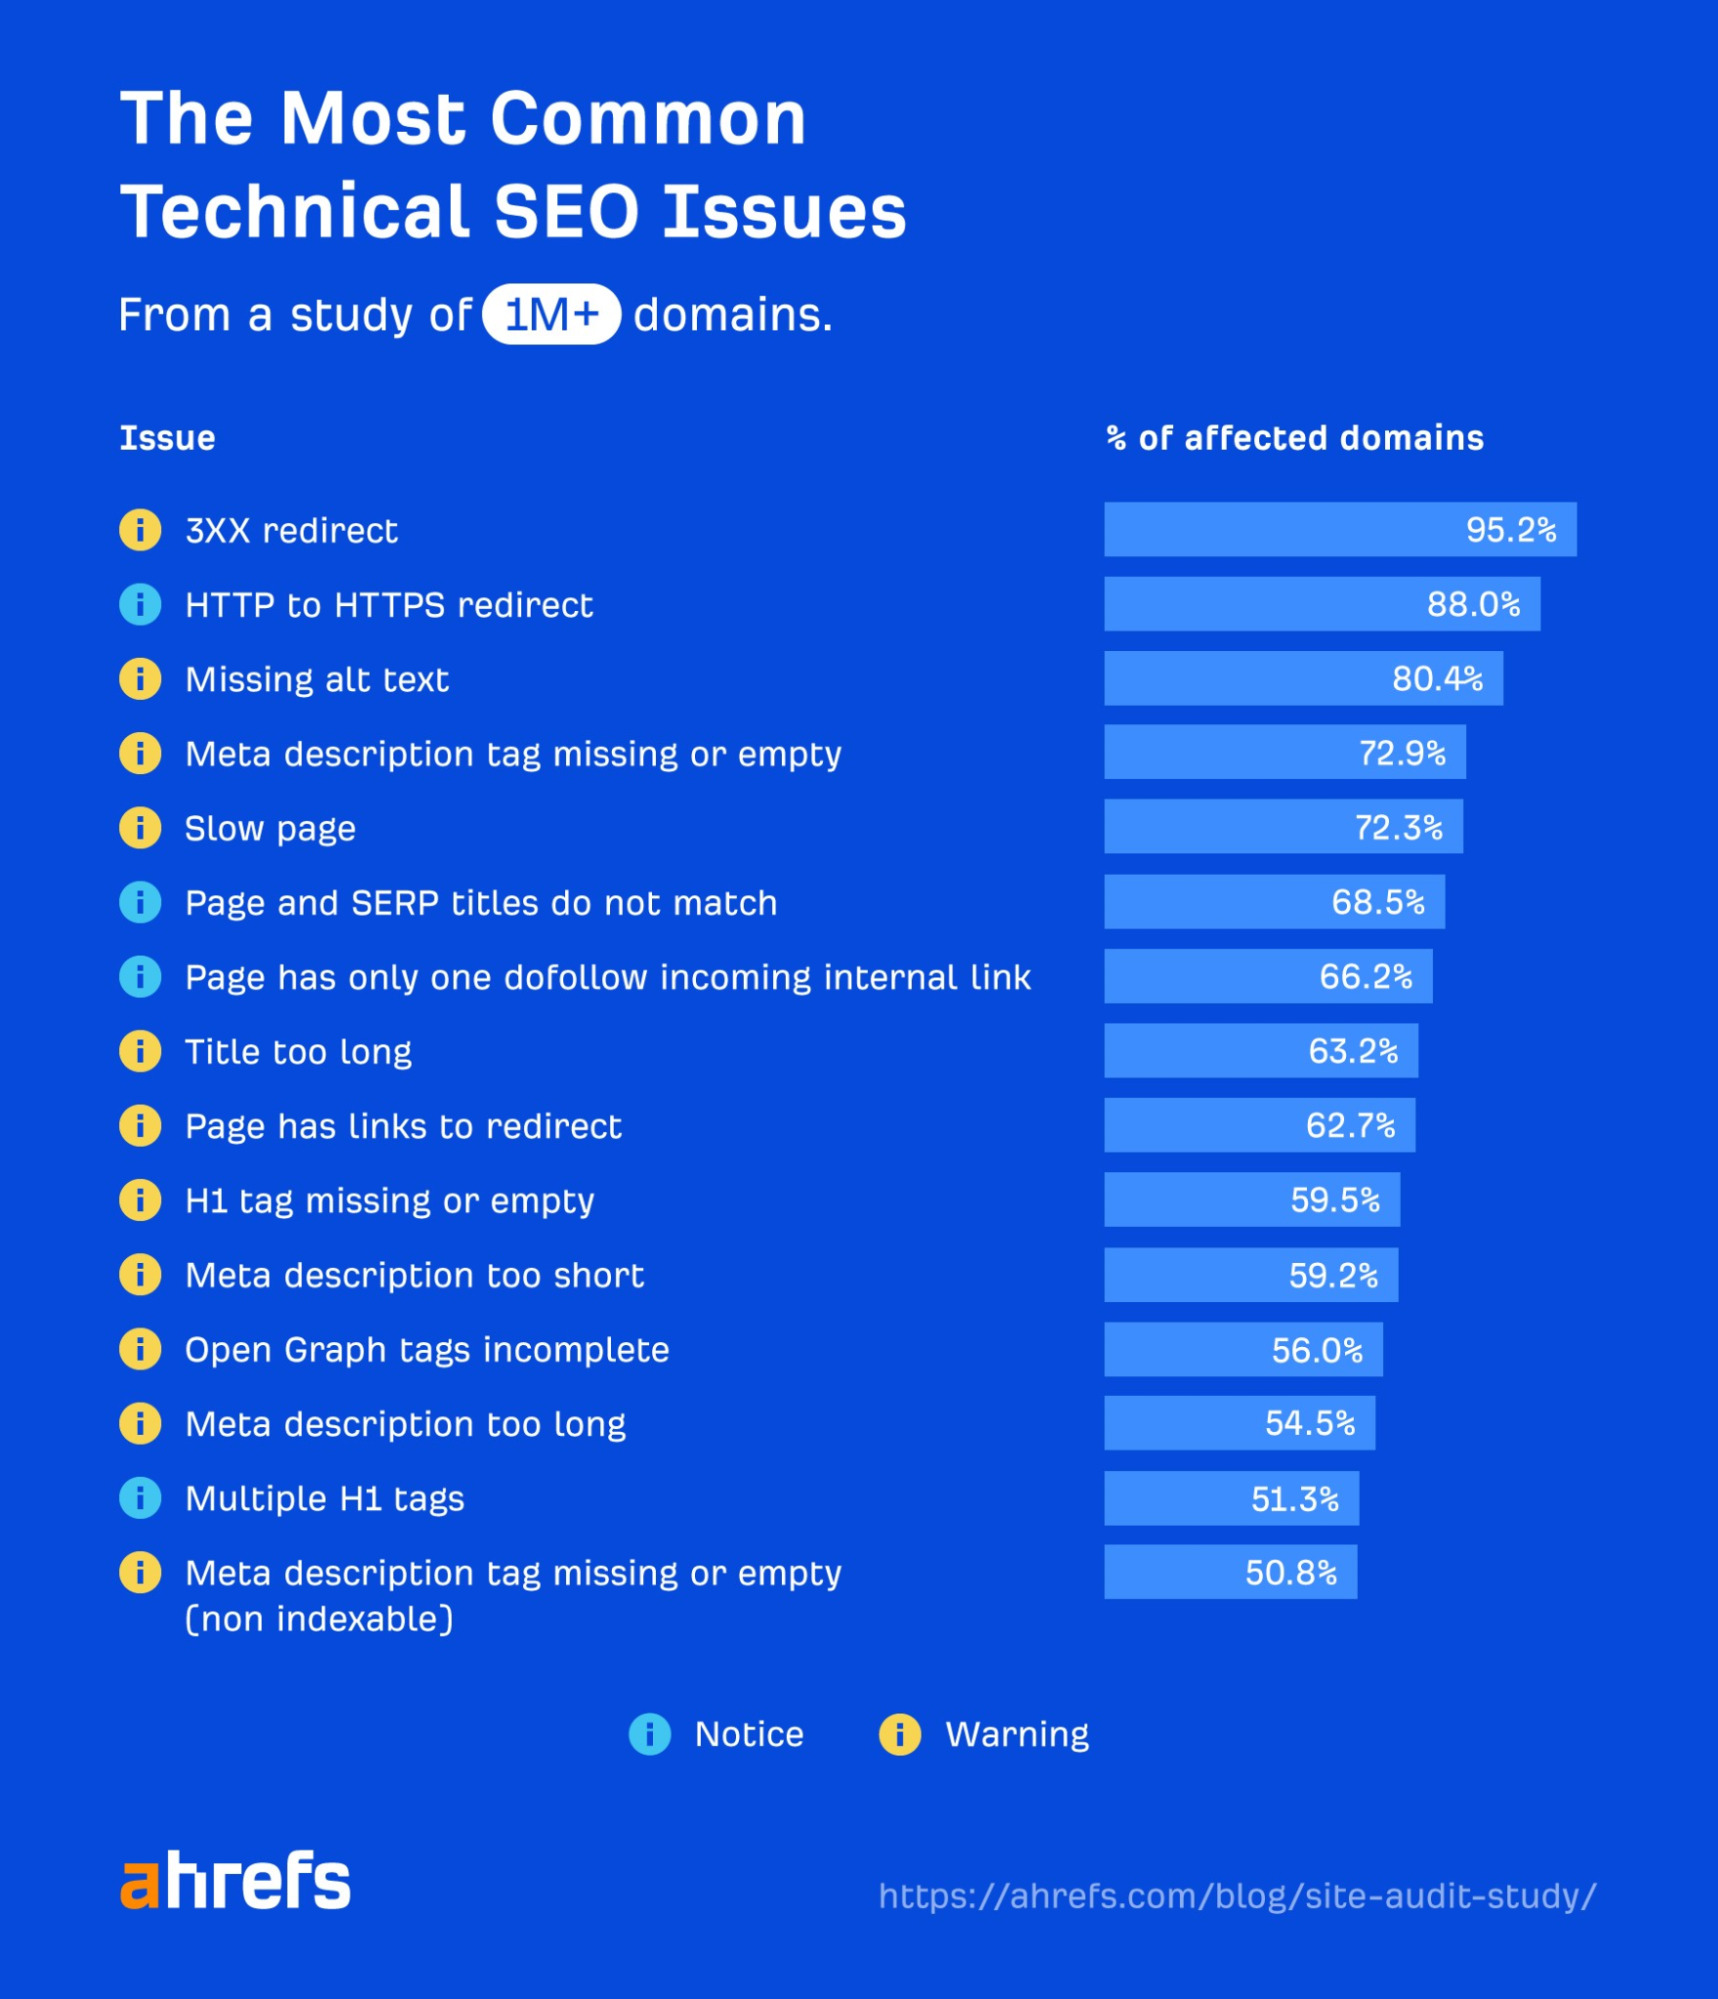 The Most Common
Technical SEO Issues
From a study of 1M+ domains.
Issue % of affected domains
3XX redirect 95.2%
HTTP to HTTPS redirect 88.0%
Missing alt text 80.4%
Meta description tag missing or empty 72.9%
Slow page 72.3%
Page and SERP titles do not match 68.5%
Page has only one dofollow incoming internal link 66.2%
Title too long 63.2%
Page has links to redirect 62.7%
H1 tag missing or empty 59.5%
Meta description too short 59.2%
Open Graph tags incomplete 56.0%
Meta description too long 54.5%
Multiple H1 tags 51.3%
Meta description tag missing or empty 50.8%
(non indexable)
Notice Warning
ahrefs https://ahrefs.com/blog/site-audit-study/